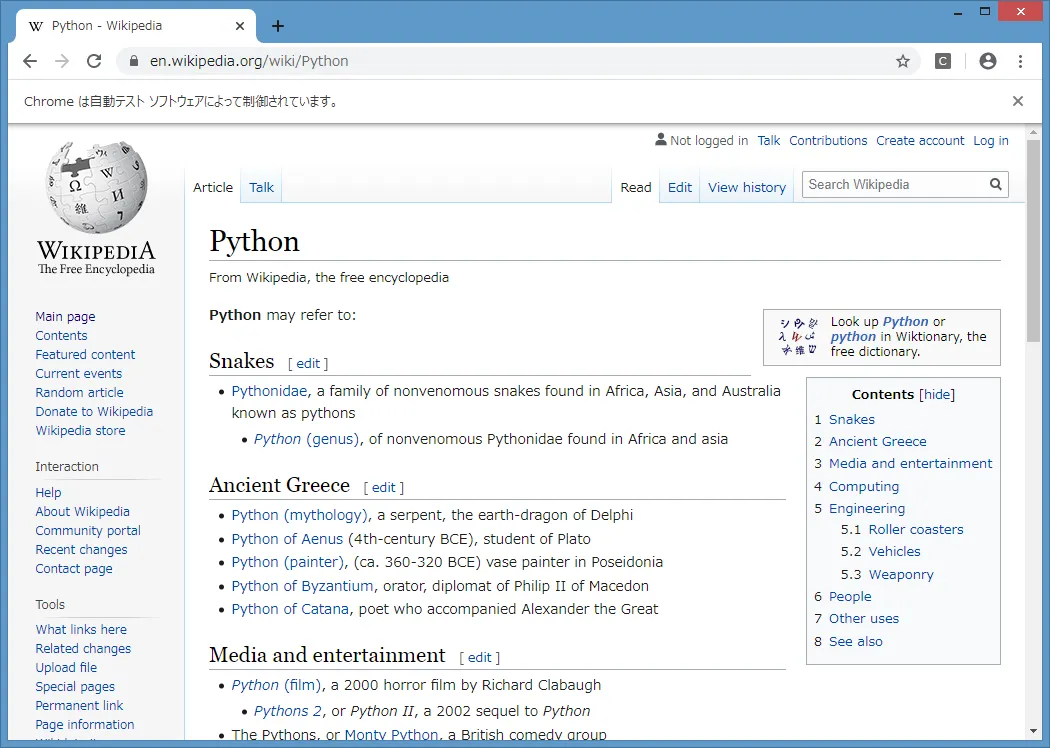 Python - Wikipedia
en.wikipedia.org/wiki/Python
C
Chrome は自動テスト ソフトウェアによって制御されています。
Not logged in Talk Contributions Create account Log in
Article Talk Read Edit View history Search Wikipedia
WIKIPEDIA
The Free Encyclopedia
Main page
Contents
Featured content
Current events
Random article
Donate to Wikipedia
Wikipedia store
Interaction
Help
About Wikipedia
Community portal
Recent changes
Contact page
Tools
What links here
Related changes
Upload file
Special pages
Permanent link
Page information
Python
From Wikipedia, the free encyclopedia
Python may refer to:
Look up Python or
python in Wiktionary, the
free dictionary.
Snakes [ edit ]
• Pythonidae, a family of nonvenomous snakes found in Africa, Asia, and Australia
known as pythons
• Python (genus), of nonvenomous Pythonidae found in Africa and asia
Ancient Greece [ edit ]
• Python (mythology), a serpent, the earth-dragon of Delphi
• Python of Aenus (4th-century BCE), student of Plato
• Python (painter), (ca. 360-320 BCE) vase painter in Poseidonia
• Python of Byzantium, orator, diplomat of Philip II of Macedon
• Python of Catana, poet who accompanied Alexander the Great
Media and entertainment [ edit ]
• Python (film), a 2000 horror film by Richard Clabaugh
• Pythons 2, or Python II, a 2002 sequel to Python
• The Pythons, or Monty Python, a British comedy group
Contents [hide]
1 Snakes
2 Ancient Greece
3 Media and entertainment
4 Computing
5 Engineering
5.1 Roller coasters
5.2 Vehicles
5.3 Weaponry
6 People
7 Other uses
8 See also